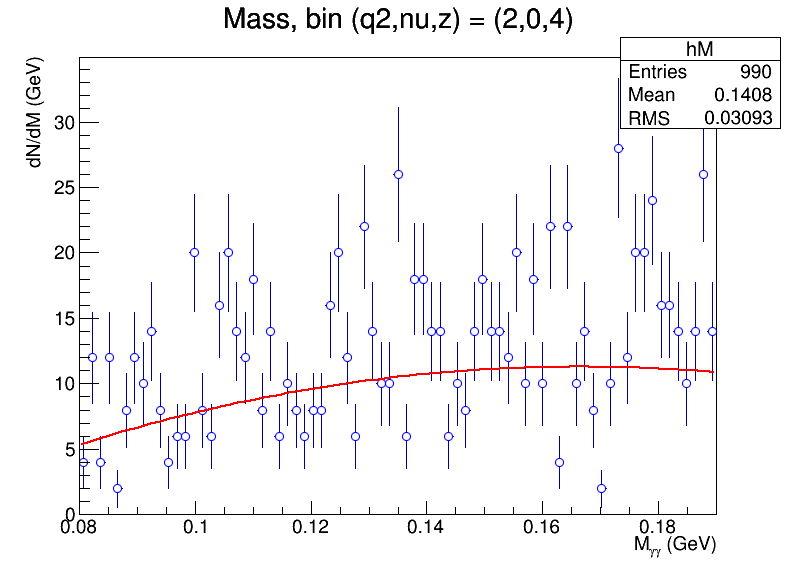 Mass, bin (q2,nu,z) = (2,0,4)
hM
Entries 990
Mean 0.1408
RMS 0.03093
dN/dM (GeV)
30
25
20
15
10
5
0
0.08 0.1 0.12 0.14 0.16 0.18
Mγγ (GeV)